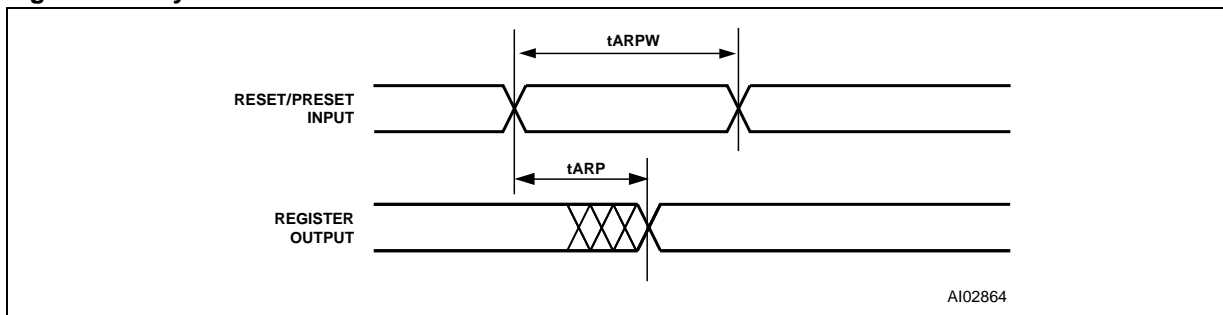 tARPW
RESET/PRESET
INPUT
tARP
REGISTER
OUTPUT
AI02864